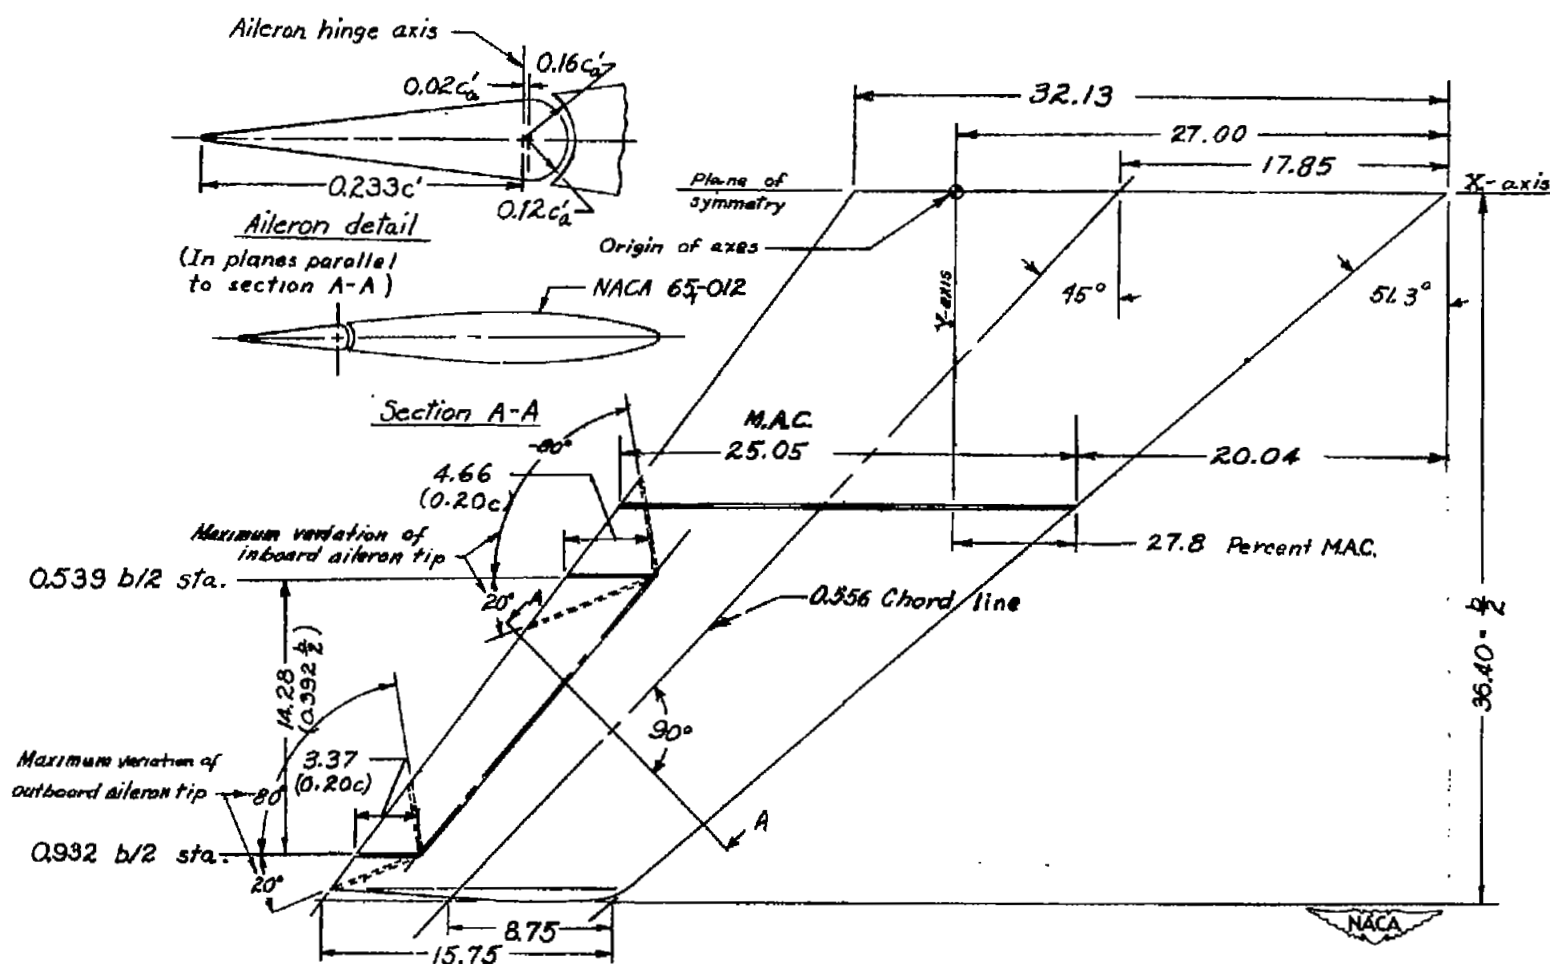 Aileron hinge axis
0.16c'a
0.02c'a
0.233c'
0.12c'a
Aileron detail
(In planes parallel
to section A-A)
NACA 65₁-012
Section A-A
32.13
27.00
17.85
Plane of
symmetry
X-axis
Origin of axes
Y-axis
45°
51.3°
M.A.C.
25.05
20.04
27.8 Percent M.A.C.
-80°
4.66
(0.20c)
Maximum variation of
inboard aileron tip
0.539 b/2 sta.
20°
A
0.556 Chord line
14.28
(0.392 b/2)
90°
36.40 = b/2
Maximum variation of
outboard aileron tip
80°
3.37
(0.20c)
A
0.932 b/2 sta.
20°
8.75
15.75
NACA